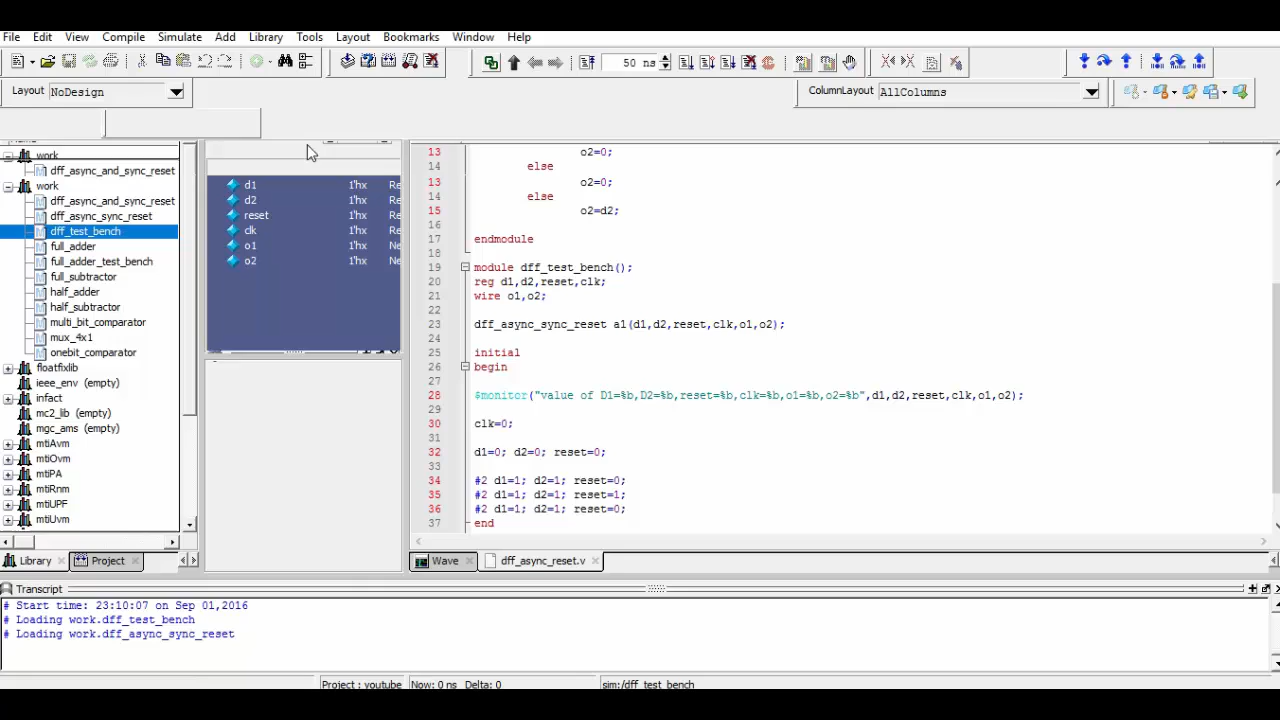 File Edit View Compile Simulate Add Library Tools Layout Bookmarks Window Help
50 ns
Layout NoDesign
ColumnLayout AllColumns
work
dff_async_and_sync_reset
work
dff_async_and_sync_reset
dff_async_sync_reset
dff_test_bench
full_adder
full_adder_test_bench
full_subtractor
half_adder
half_subtractor
multi_bit_comparator
mux_4x1
onebit_comparator
floatfixlib
ieee_env (empty)
infact
mc2_lib (empty)
mgc_ams (empty)
mtiAvm
mtiOvm
mtiPA
mtiRnm
mtiUPF
mtiUvm
Library Project
d1 1'hx Re
d2 1'hx Re
reset 1'hx Re
clk 1'hx Re
o1 1'hx Ne
o2 1'hx Ne
13 o2=0;
14 else
13 o2=0;
14 else
15 o2=d2;
16
17 endmodule
18
19 module dff_test_bench();
20 reg d1,d2,reset,clk;
21 wire o1,o2;
22
23 dff_async_sync_reset a1(d1,d2,reset,clk,o1,o2);
24
25 initial
26 begin
27
28 $monitor("value of D1=%b,D2=%b,reset=%b,clk=%b,o1=%b,o2=%b",d1,d2,reset,clk,o1,o2);
29
30 clk=0;
31
32 d1=0; d2=0; reset=0;
33
34 #2 d1=1; d2=1; reset=0;
35 #2 d1=1; d2=1; reset=1;
36 #2 d1=1; d2=1; reset=0;
37 end
Wave dff_async_reset.v
Transcript
# Start time: 23:10:07 on Sep 01,2016
# Loading work.dff_test_bench
# Loading work.dff_async_sync_reset
Project : youtube Now: 0 ns Delta: 0 sim:/dff_test_bench